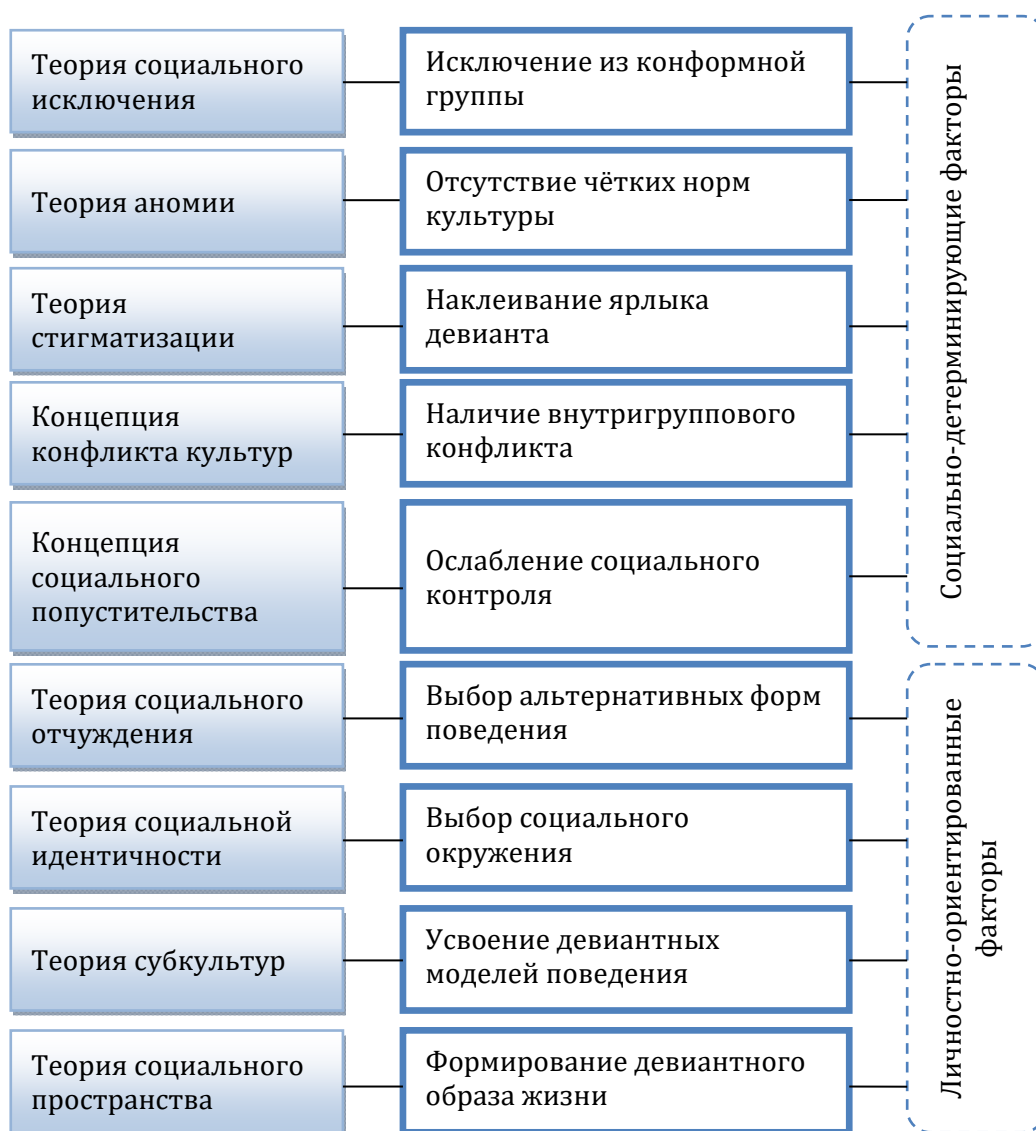 Теория социального
исключения
Исключение из конформной
группы
Теория аномии
Отсутствие чётких норм
культуры
Теория
стигматизации
Наклеивание ярлыка
девианта
Концепция
конфликта культур
Наличие внутригруппового
конфликта
Концепция
социального
попустительства
Ослабление социального
контроля
Социально-детерминирующие факторы
Теория социального
отчуждения
Выбор альтернативных форм
поведения
Теория социальной
идентичности
Выбор социального
окружения
Теория субкультур
Усвоение девиантных
моделей поведения
Теория социального
пространства
Формирование девиантного
образа жизни
Личностно-ориентированные
факторы